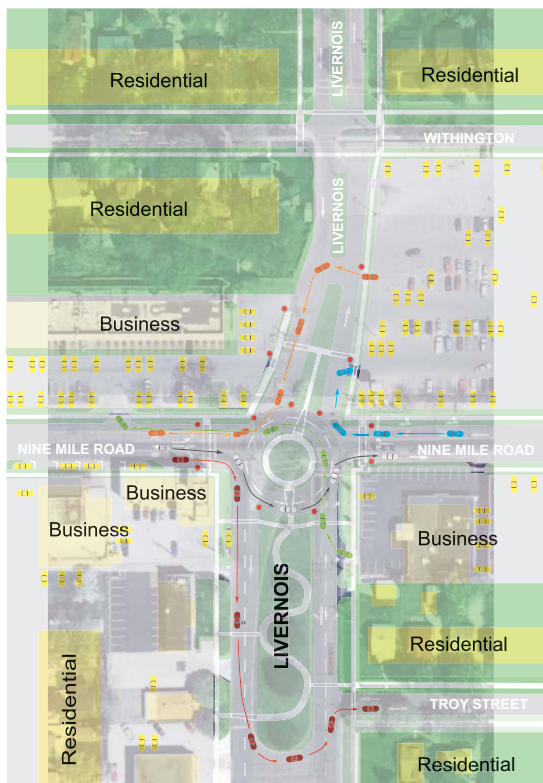 LIVERNOIS
Residential
Residential
WITHINGTON
Residential
LIVERNOIS
Business
NINE MILE ROAD
NINE MILE ROAD
Business
Business
Business
LIVERNOIS
Residential
Residential
TROY STREET
Residential